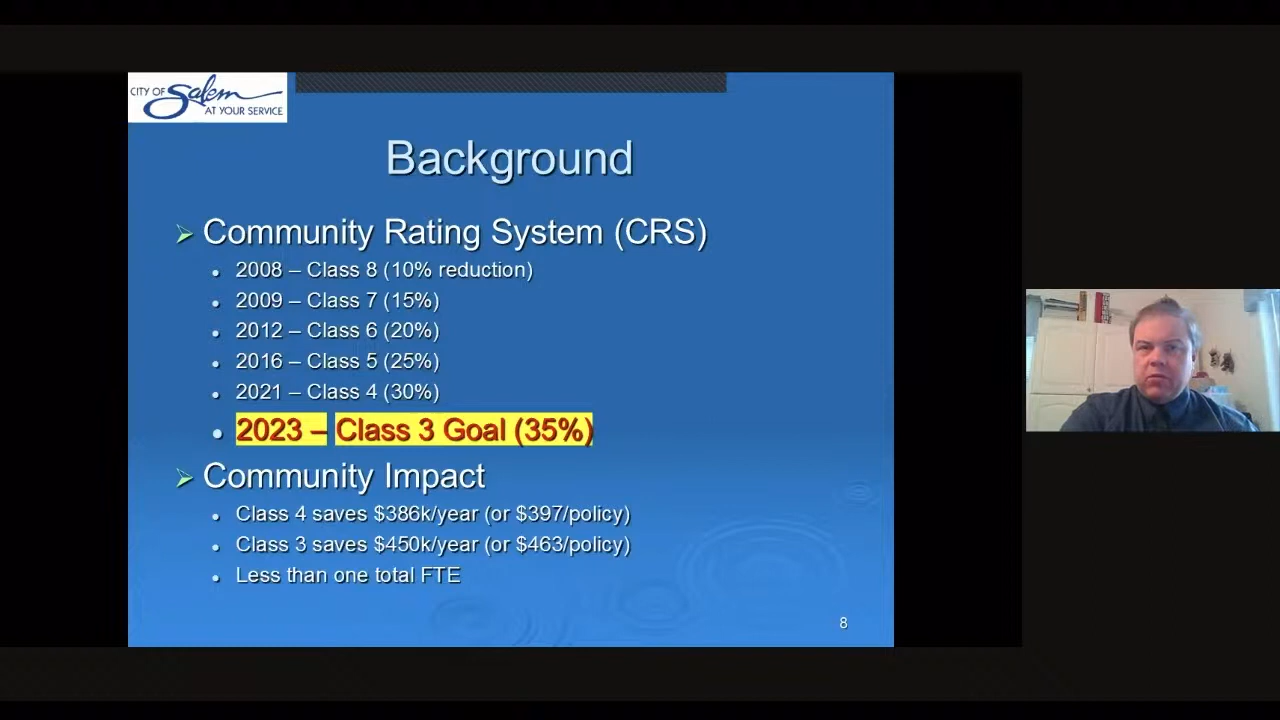 CITY OF Salem
AT YOUR SERVICE
Background
Community Rating System (CRS)
2008 – Class 8 (10% reduction)
2009 – Class 7 (15%)
2012 – Class 6 (20%)
2016 – Class 5 (25%)
2021 – Class 4 (30%)
2023 – Class 3 Goal (35%)
Community Impact
Class 4 saves $386k/year (or $397/policy)
Class 3 saves $450k/year (or $463/policy)
Less than one total FTE
8